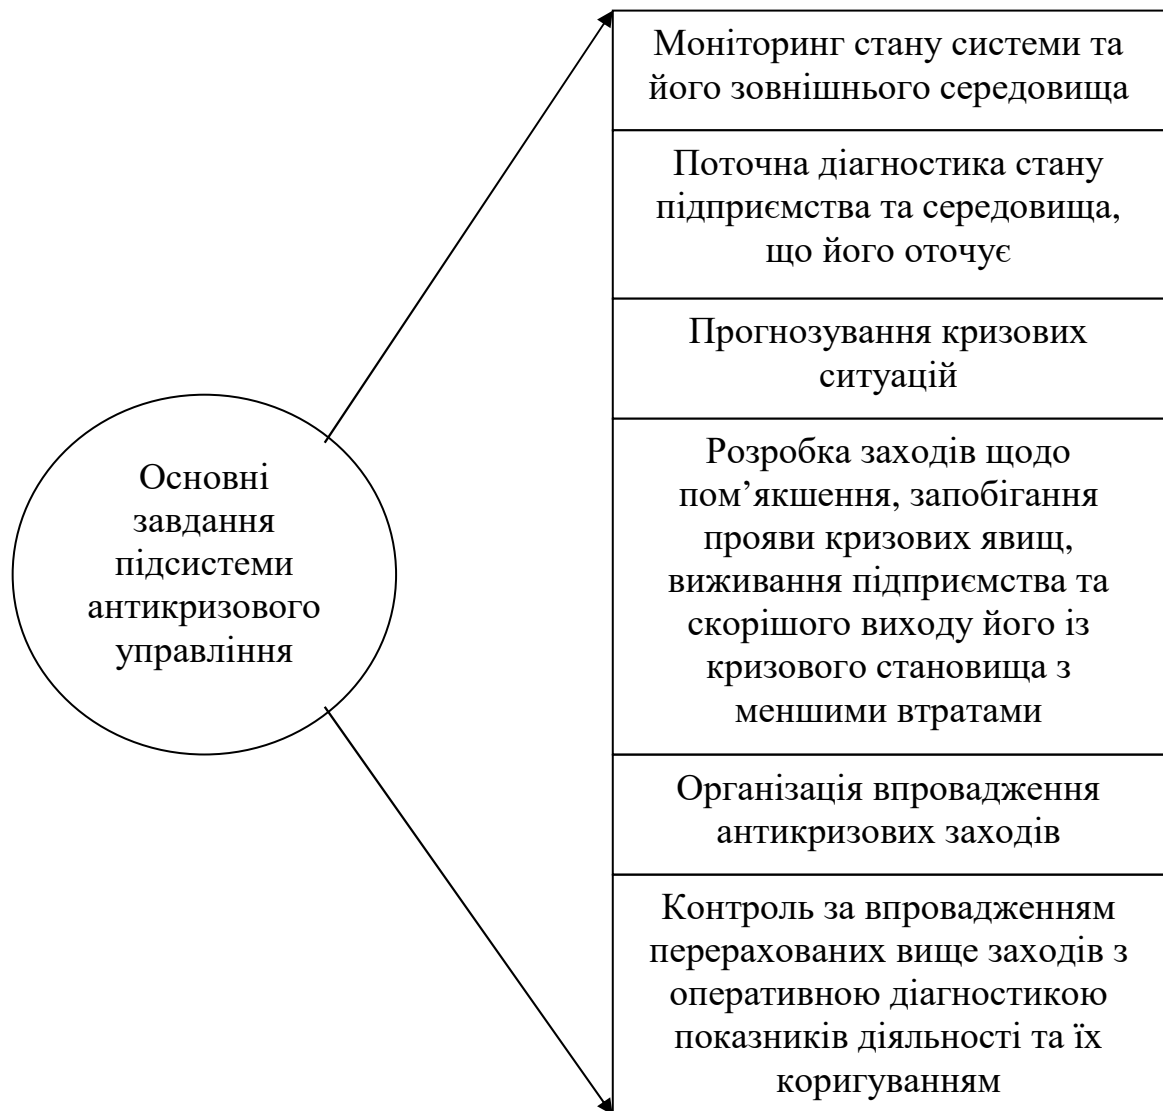 Основні
завдання
підсистеми
антикризового
управління
Моніторинг стану системи та
його зовнішнього середовища
Поточна діагностика стану
підприємства та середовища,
що його оточує
Прогнозування кризових
ситуацій
Розробка заходів щодо
пом’якшення, запобігання
прояви кризових явищ,
виживання підприємства та
скорішого виходу його із
кризового становища з
меншими втратами
Організація впровадження
антикризових заходів
Контроль за впровадженням
перерахованих вище заходів з
оперативною діагностикою
показників діяльності та їх
коригуванням